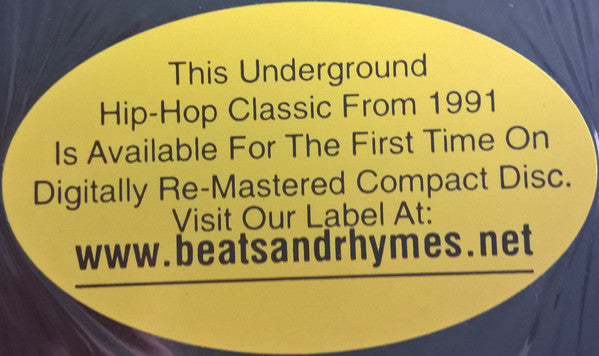 This Underground
Hip-Hop Classic From 1991
Is Available For The First Time On
Digitally Re-Mastered Compact Disc.
Visit Our Label At:
www.beatsandrhymes.net